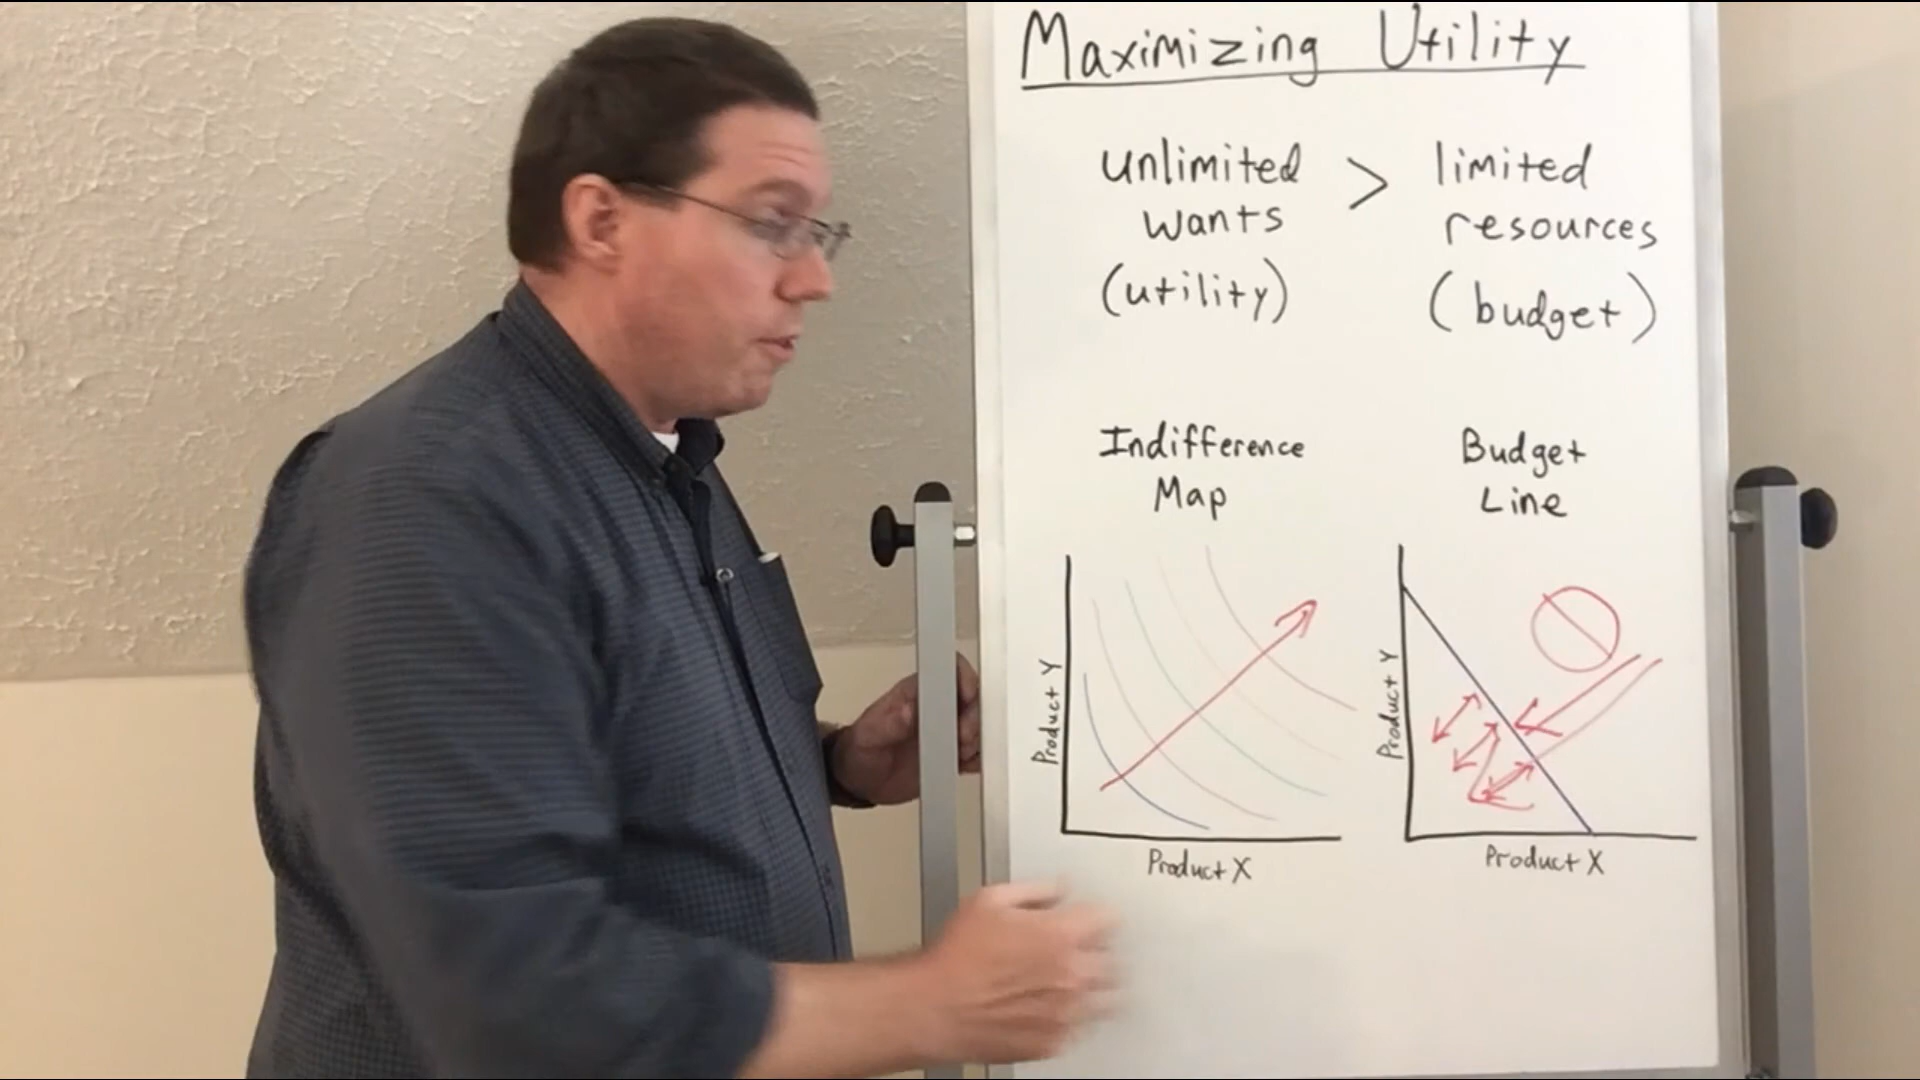 Maximizing Utility
unlimited > limited
wants resources
(utility) (budget)
Indifference
Map
Budget
Line
Product Y
Product X
Product Y
Product X